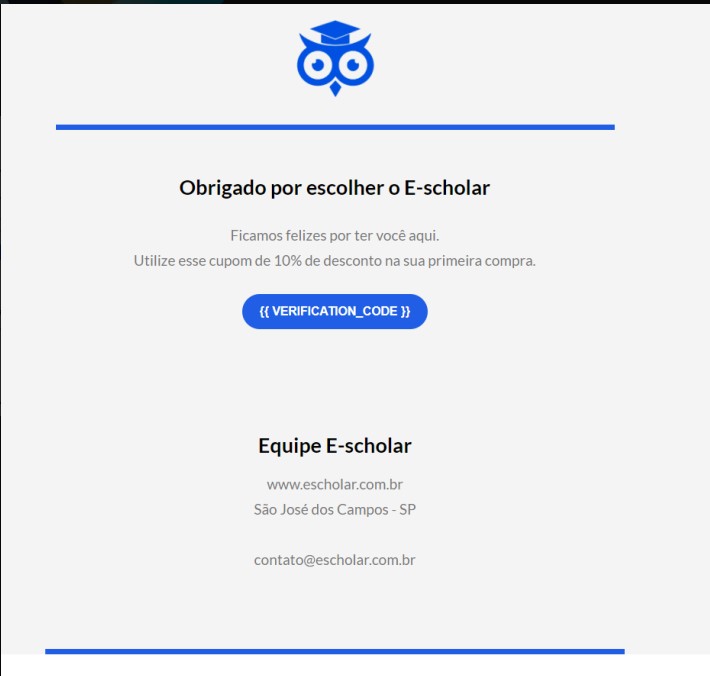 Obrigado por escolher o E-scholar
Ficamos felizes por ter você aqui.
Utilize esse cupom de 10% de desconto na sua primeira compra.
{{ VERIFICATION_CODE }}
Equipe E-scholar
www.escholar.com.br
São José dos Campos - SP
contato@escholar.com.br